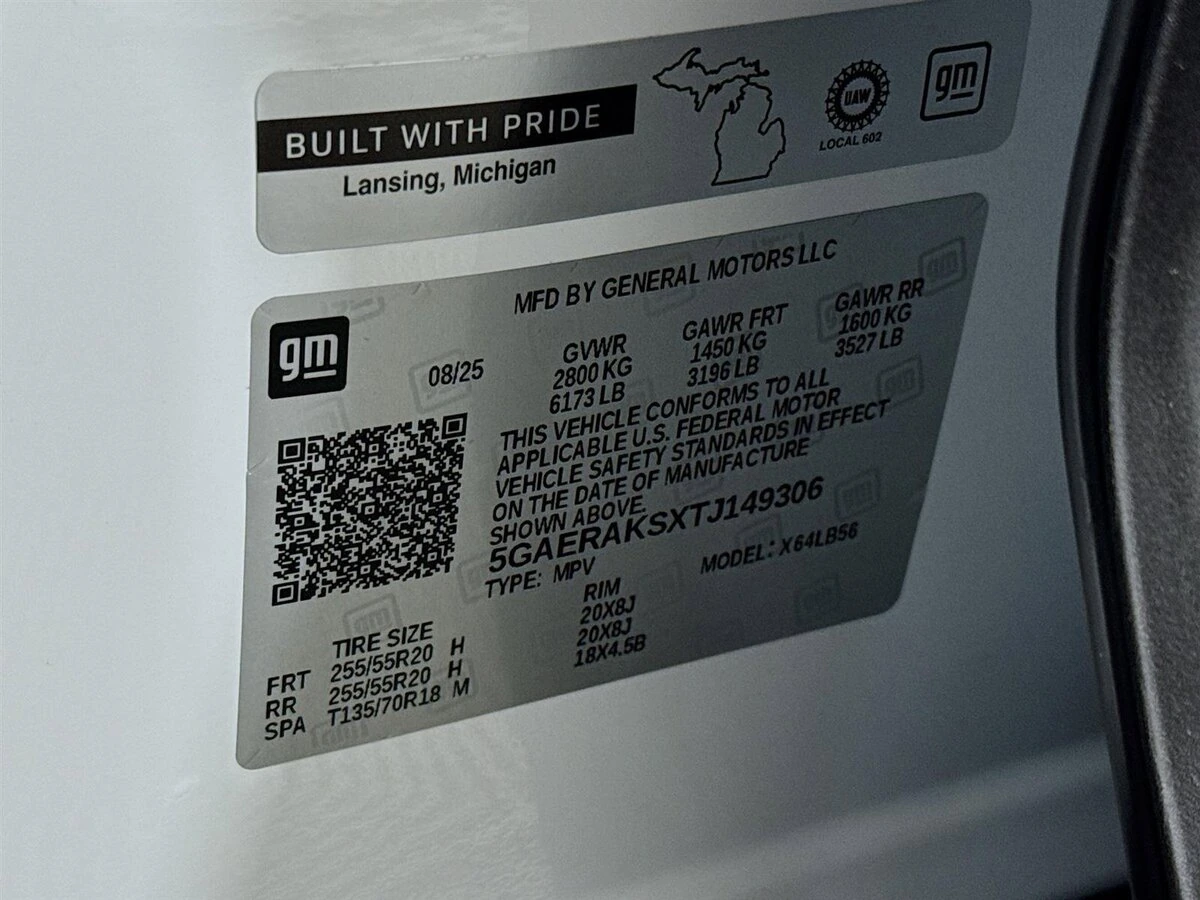 BUILT WITH PRIDE
Lansing, Michigan
UAW
LOCAL 602
gm
MFD BY GENERAL MOTORS LLC
gm
08/25
GVWR
2800 KG
6173 LB
GAWR FRT
1450 KG
3196 LB
GAWR RR
1600 KG
3527 LB
THIS VEHICLE CONFORMS TO ALL
APPLICABLE U.S. FEDERAL MOTOR
VEHICLE SAFETY STANDARDS IN EFFECT
ON THE DATE OF MANUFACTURE
SHOWN ABOVE.
5GAERAKSXTJ149306
TYPE: MPV MODEL: X64LB56
TIRE SIZE RIM
FRT 255/55R20 H 20X8J
RR 255/55R20 H 20X8J
SPA T135/70R18 M 18X4.5B